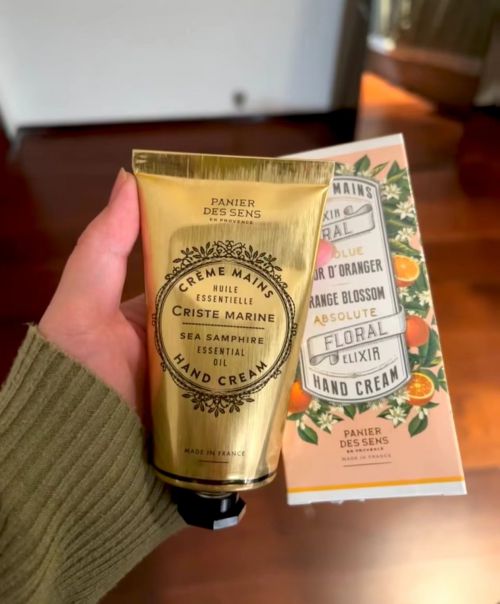 PANIER
DES SENS
EN PROVENCE
CRÈME MAINS
HUILE
ESSENTIELLE
CRISTE MARINE
SEA SAMPHIRE
ESSENTIAL
OIL
HAND CREAM
MADE IN FRANCE
MAINS
D'ORANGER
BLOSSOM
ABSOLUTE
FLORAL
ELIXIR
HAND CREAM
PANIER
DES SENS
EN PROVENCE
MADE IN FRANCE